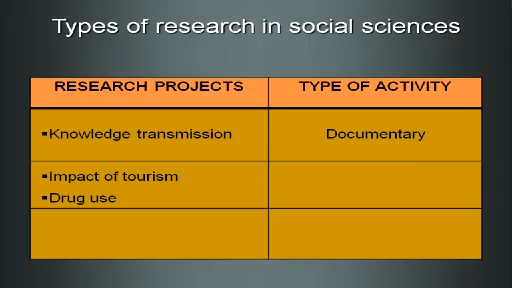 Types of research in social sciences
RESEARCH PROJECTS TYPE OF ACTIVITY
▪Knowledge transmission Documentary
▪Impact of tourism
▪Drug use